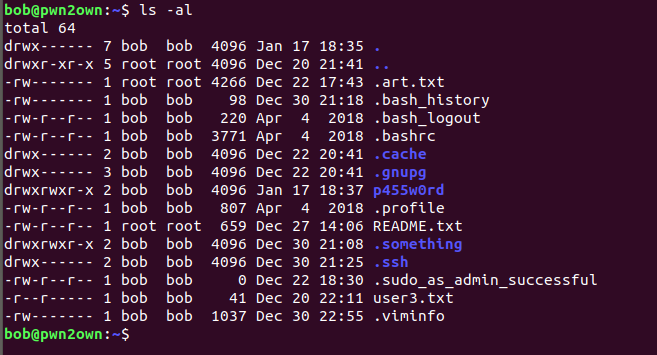 bob@pwn2own:~$ ls -al
total 64
drwx------ 7 bob  bob  4096 Jan 17 18:35 .
drwxr-xr-x 5 root root 4096 Dec 20 21:41 ..
-rw------- 1 root root 4266 Dec 22 17:43 .art.txt
-rw------- 1 bob  bob    98 Dec 30 21:18 .bash_history
-rw-r--r-- 1 bob  bob   220 Apr  4  2018 .bash_logout
-rw-r--r-- 1 bob  bob  3771 Apr  4  2018 .bashrc
drwx------ 2 bob  bob  4096 Dec 22 20:41 .cache
drwx------ 3 bob  bob  4096 Dec 22 20:41 .gnupg
drwxrwxr-x 2 bob  bob  4096 Jan 17 18:37 p455w0rd
-rw-r--r-- 1 bob  bob   807 Apr  4  2018 .profile
-rw-r--r-- 1 root root  659 Dec 27 14:06 README.txt
drwxrwxr-x 2 bob  bob  4096 Dec 30 21:08 .something
drwx------ 2 bob  bob  4096 Dec 30 21:25 .ssh
-rw-r--r-- 1 bob  bob     0 Dec 22 18:30 .sudo_as_admin_successful
-r--r----- 1 bob  bob    41 Dec 20 22:11 user3.txt
-rw------- 1 bob  bob  1037 Dec 30 22:55 .viminfo
bob@pwn2own:~$